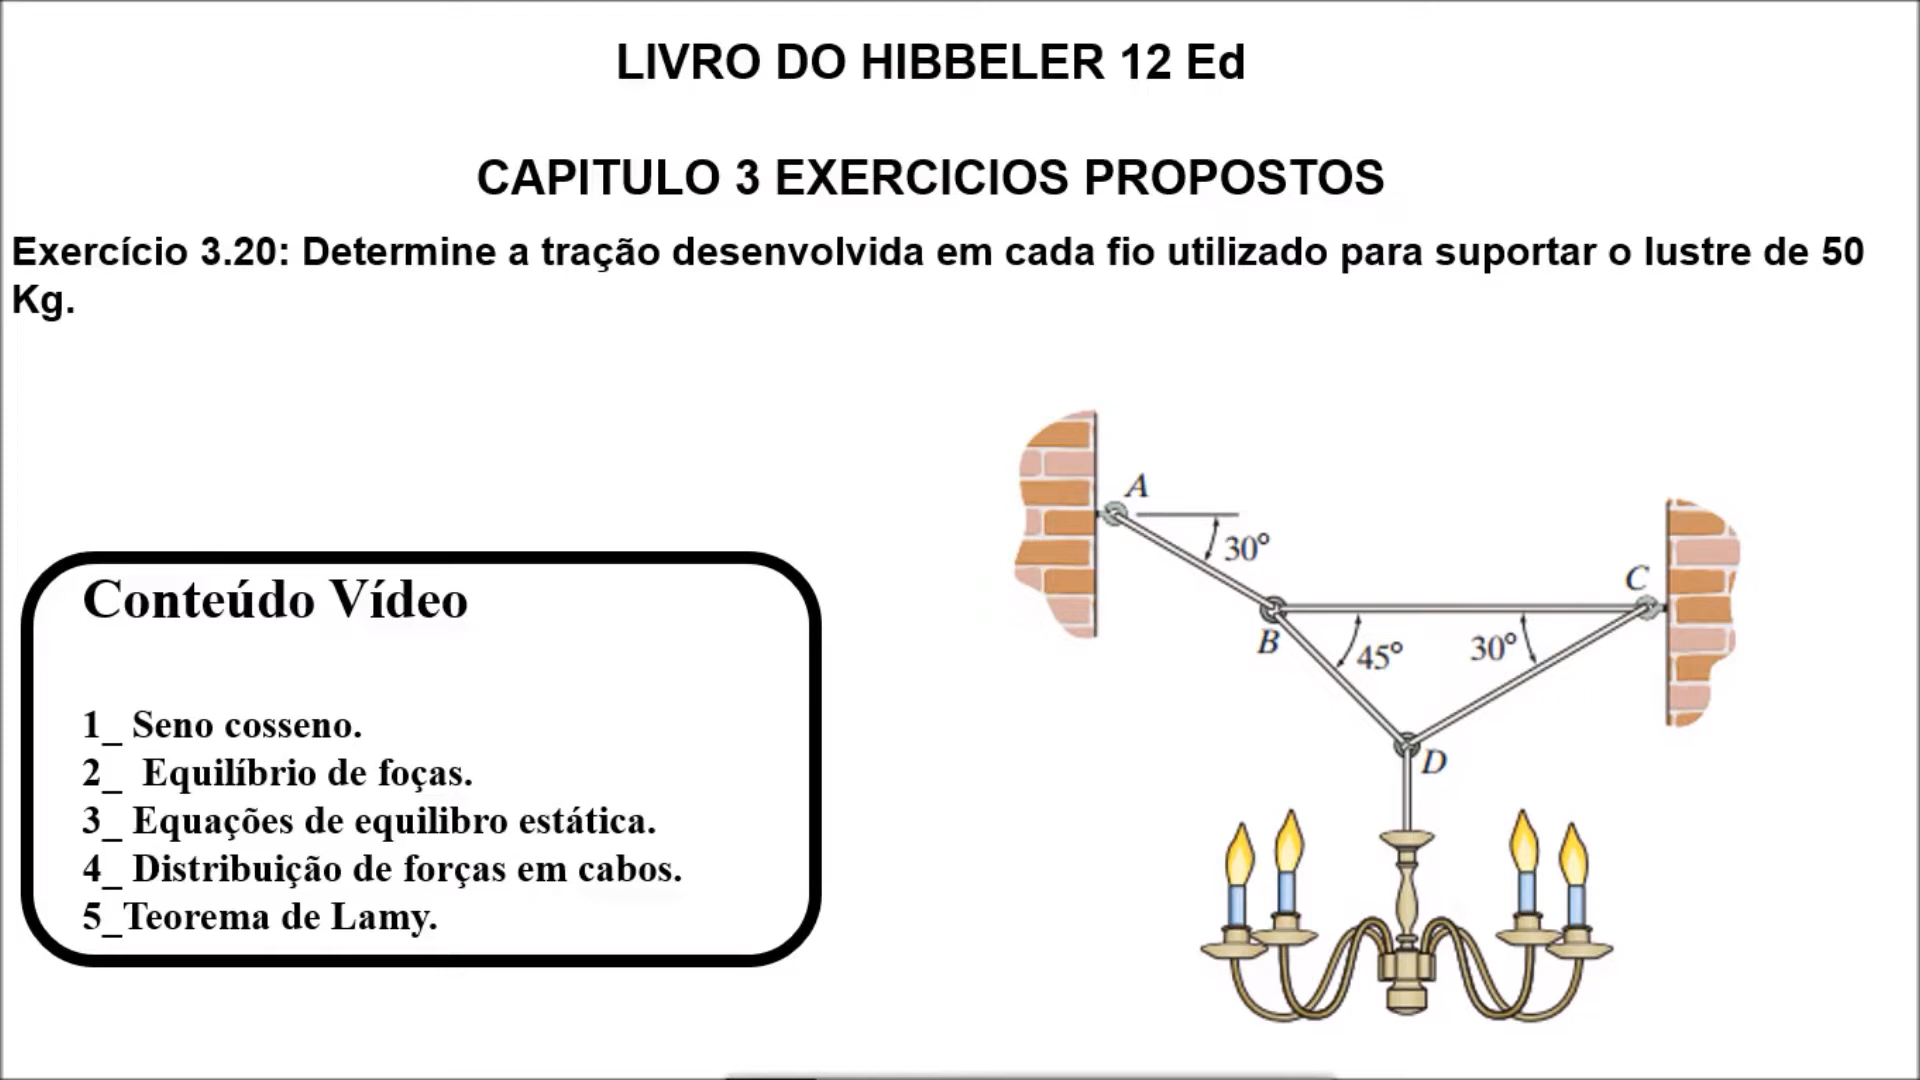 LIVRO DO HIBBELER 12 Ed
CAPITULO 3 EXERCICIOS PROPOSTOS
Exercício 3.20: Determine a tração desenvolvida em cada fio utilizado para suportar o lustre de 50
Kg.
A
30°
C
B
45°
30°
D
Conteúdo Vídeo
1_ Seno cosseno.
2_ Equilíbrio de foças.
3_ Equações de equilibro estática.
4_ Distribuição de forças em cabos.
5_Teorema de Lamy.